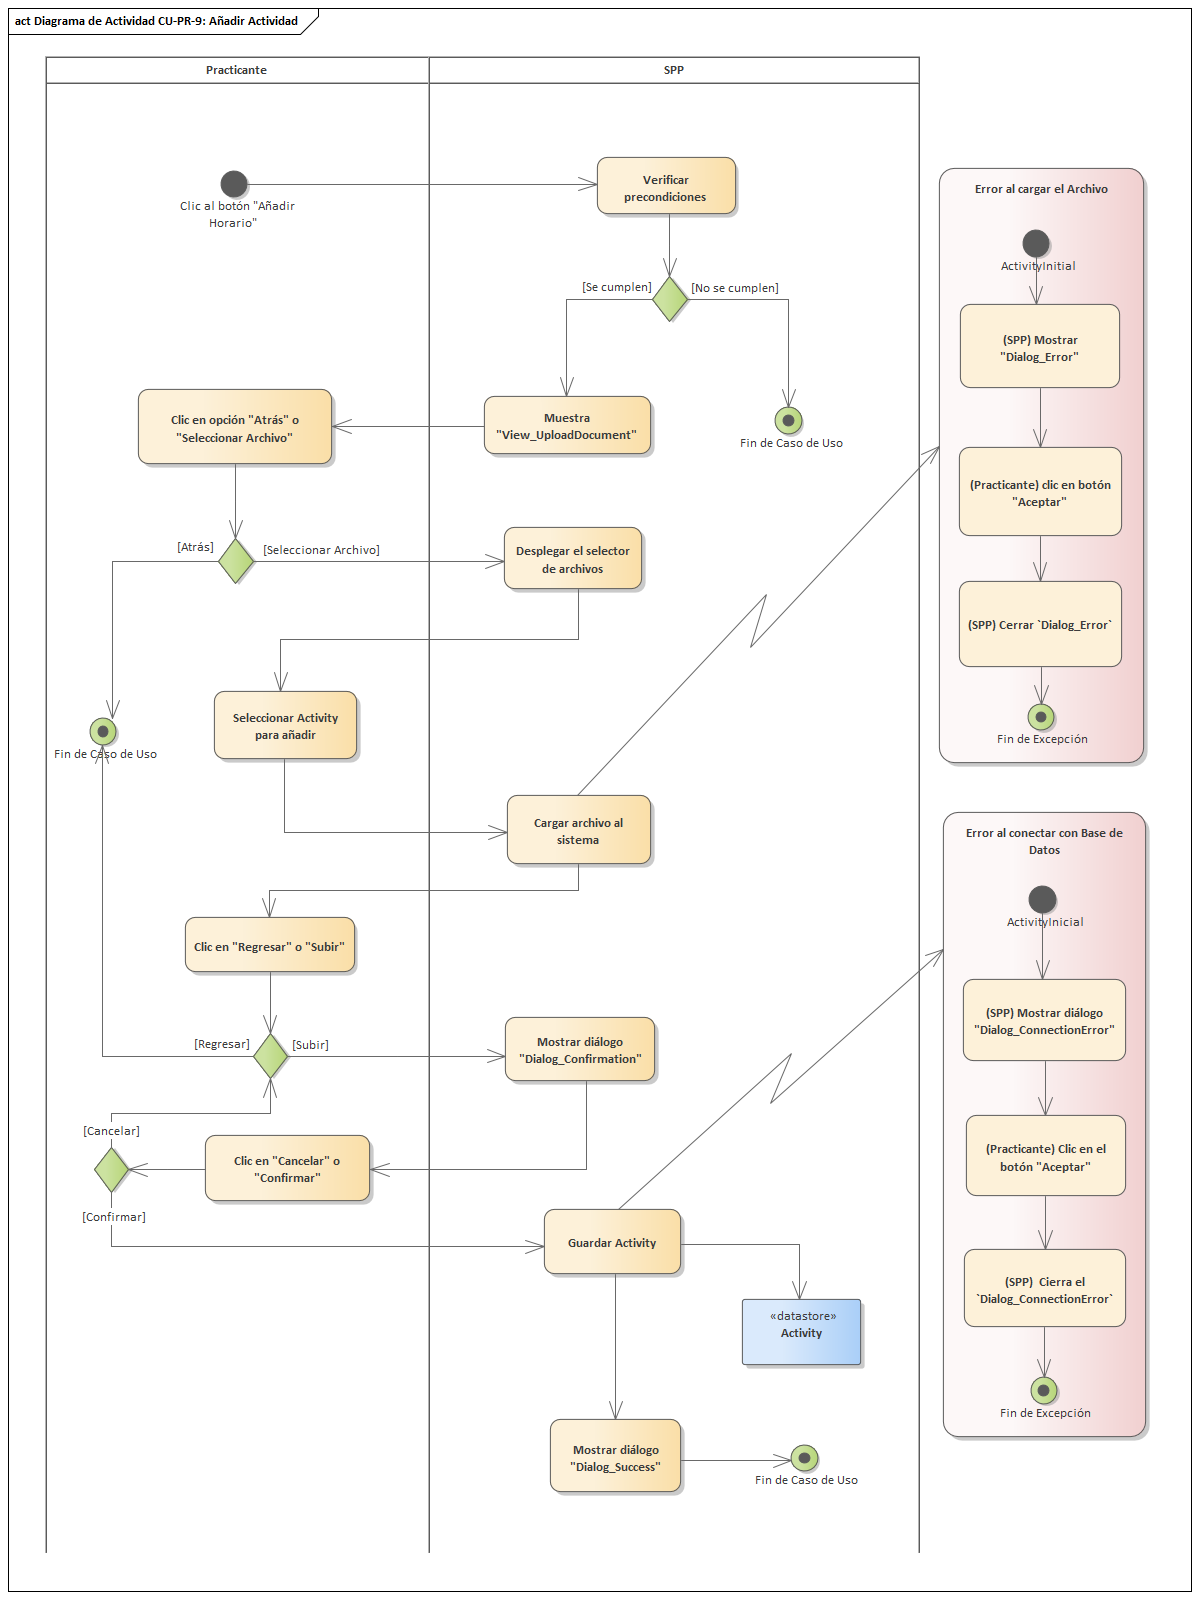 act Diagrama de Actividad CU-PR-9: Añadir Actividad
Practicante
SPP
Clic al botón "Añadir
Horario"
Verificar
precondiciones
[Se cumplen]
[No se cumplen]
Muestra
"View_UploadDocument"
Fin de Caso de Uso
Clic en opción "Atrás" o
"Seleccionar Archivo"
[Atrás]
[Seleccionar Archivo]
Desplegar el selector
de archivos
Seleccionar Activity
para añadir
Fin de Caso de Uso
Cargar archivo al
sistema
Clic en "Regresar" o "Subir"
[Regresar]
[Subir]
Mostrar diálogo
"Dialog_Confirmation"
[Cancelar]
Clic en "Cancelar" o
"Confirmar"
[Confirmar]
Guardar Activity
«datastore»
Activity
Mostrar diálogo
"Dialog_Success"
Fin de Caso de Uso
Error al cargar el Archivo
ActivityInitial
(SPP) Mostrar
"Dialog_Error"
(Practicante) clic en botón
"Aceptar"
(SPP) Cerrar `Dialog_Error`
Fin de Excepción
Error al conectar con Base de
Datos
ActivityInicial
(SPP) Mostrar diálogo
"Dialog_ConnectionError"
(Practicante) Clic en el
botón "Aceptar"
(SPP)  Cierra el
`Dialog_ConnectionError`
Fin de Excepción